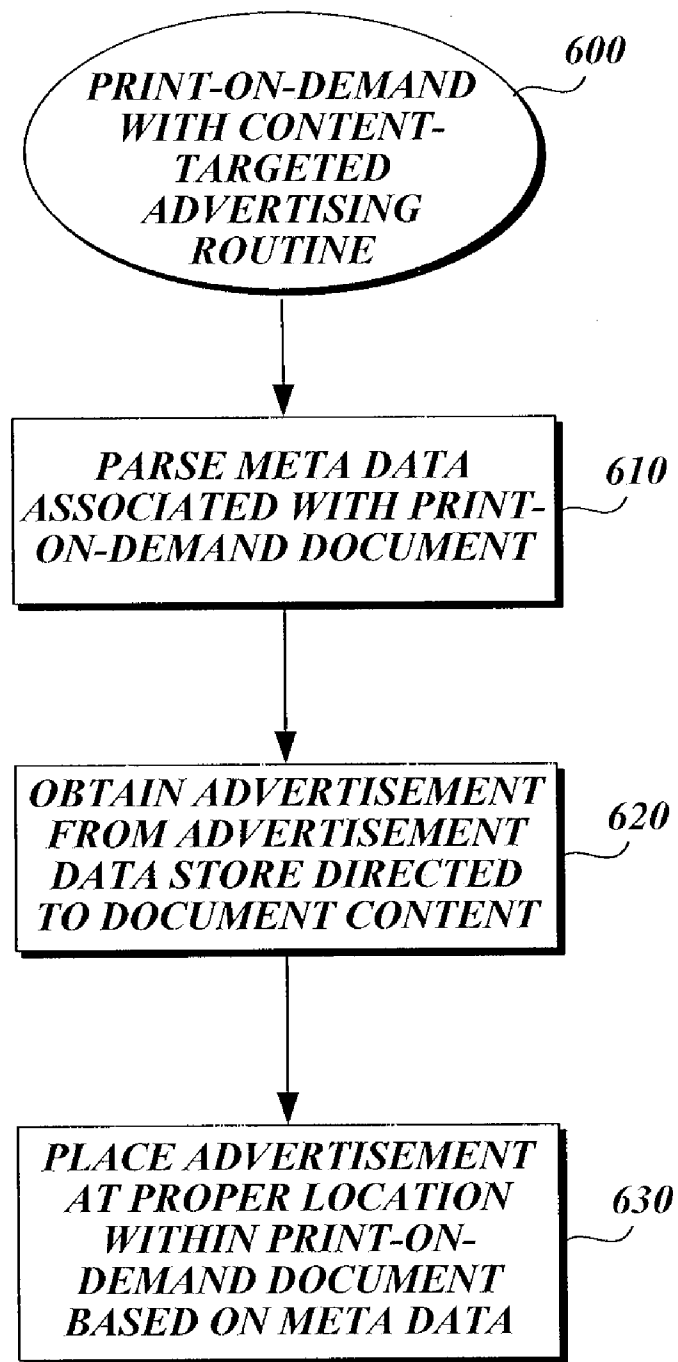 600
PRINT-ON-DEMAND
WITH CONTENT-
TARGETED
ADVERTISING
ROUTINE
PARSE META DATA
ASSOCIATED WITH PRINT-
ON-DEMAND DOCUMENT
610
OBTAIN ADVERTISEMENT
FROM ADVERTISEMENT
DATA STORE DIRECTED
TO DOCUMENT CONTENT
620
PLACE ADVERTISEMENT
AT PROPER LOCATION
WITHIN PRINT-ON-
DEMAND DOCUMENT
BASED ON META DATA
630